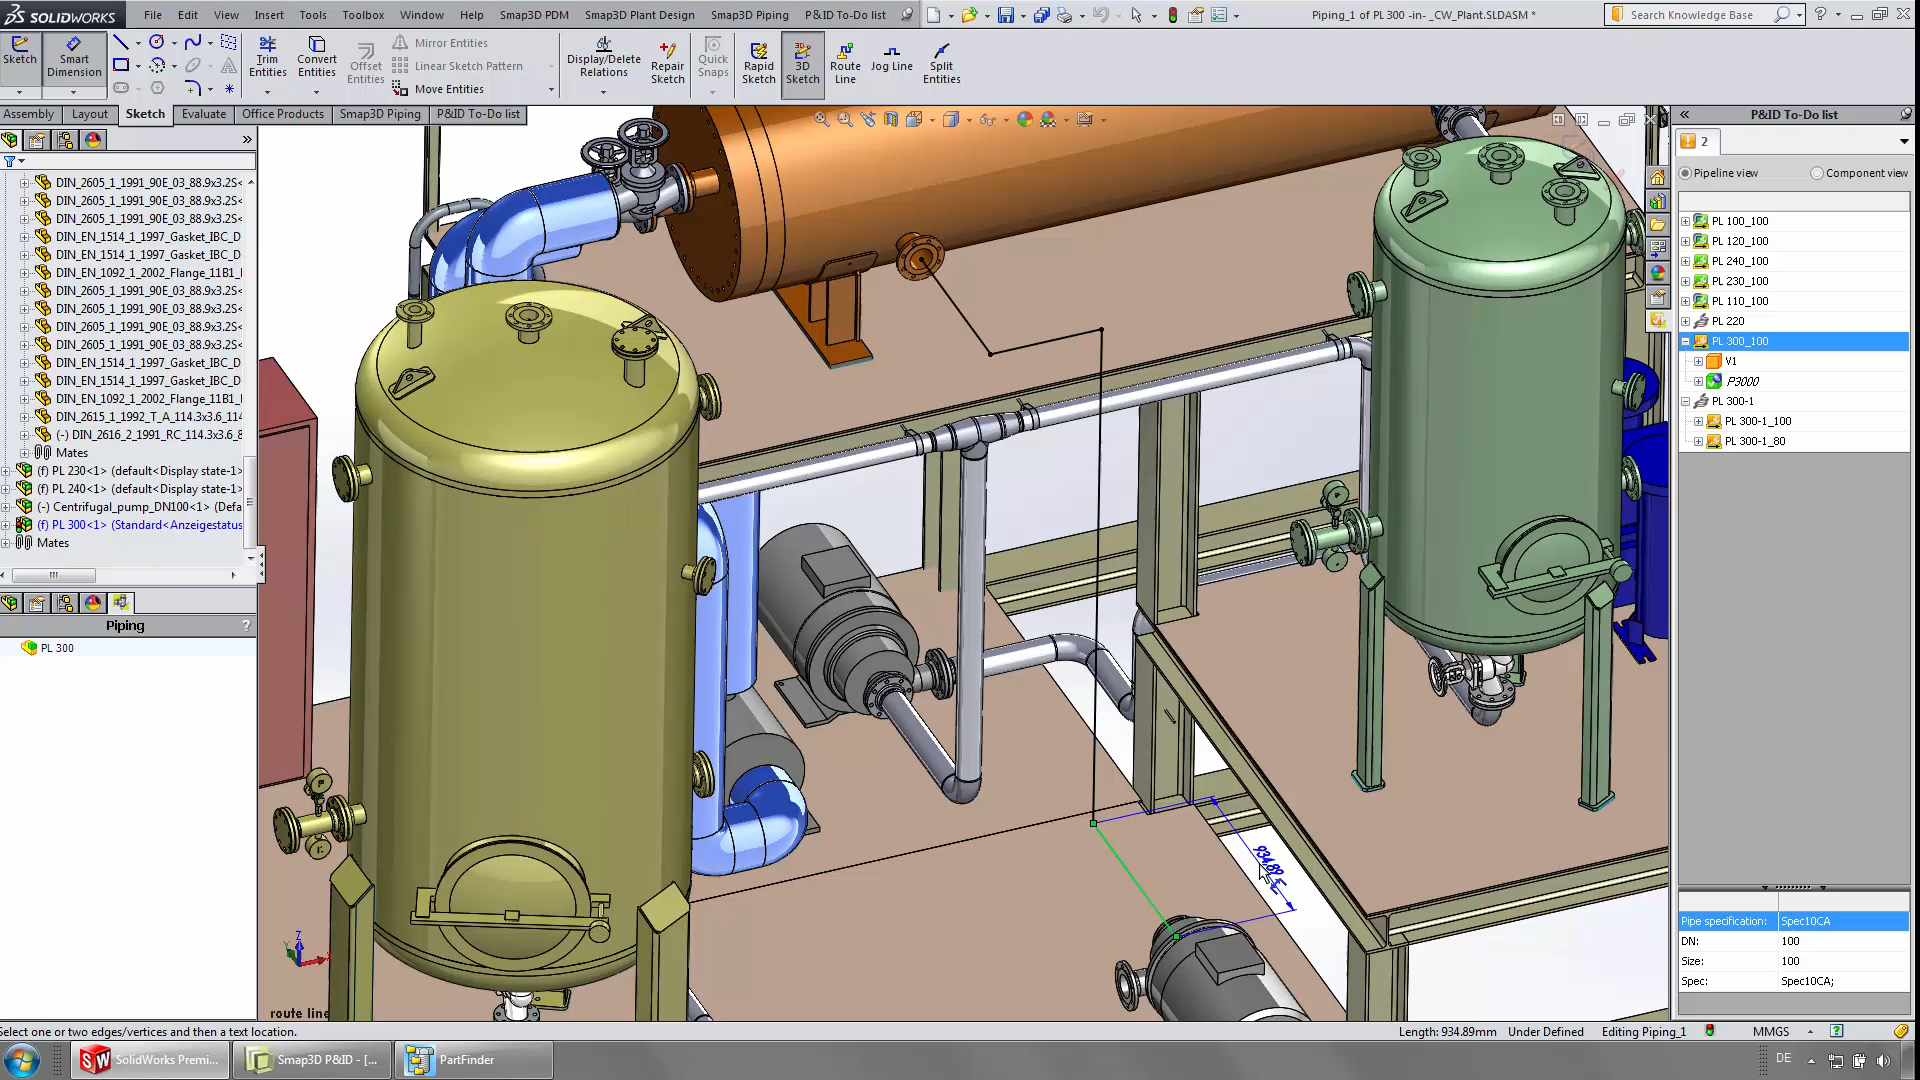 SOLIDWORKS
File Edit View Insert Tools Toolbox Window Help Smap3D PDM Smap3D Plant Design Smap3D Piping P&ID To-Do list
Piping_1 of PL 300 -in- _CW_Plant.SLDASM *
Search Knowledge Base
Sketch
Smart Dimension
Trim Entities
Convert Entities
Offset Entities
Mirror Entities
Linear Sketch Pattern
Move Entities
Display/Delete Relations
Repair Sketch
Quick Snaps
Rapid Sketch
3D Sketch
Route Line
Jog Line
Split Entities
Assembly Layout Sketch Evaluate Office Products Smap3D Piping P&ID To-Do list
DIN_2605_1_1991_90E_03_88.9x3.2S<
DIN_2605_1_1991_90E_03_88.9x3.2S<
DIN_2605_1_1991_90E_03_88.9x3.2S<
DIN_EN_1514_1_1997_Gasket_IBC_D
DIN_EN_1514_1_1997_Gasket_IBC_D
DIN_EN_1092_1_2002_Flange_11B1_
DIN_2605_1_1991_90E_03_88.9x3.2S<
DIN_2605_1_1991_90E_03_88.9x3.2S<
DIN_2605_1_1991_90E_03_88.9x3.2S<
DIN_2605_1_1991_90E_03_88.9x3.2S<
DIN_EN_1514_1_1997_Gasket_IBC_D
DIN_EN_1514_1_1997_Gasket_IBC_D
DIN_EN_1092_1_2002_Flange_11B1_
DIN_2615_1_1992_T_A_114.3x3.6_114
(-) DIN_2616_2_1991_RC_114.3x3.6_8
Mates
(f) PL 230<1> (default<Display state-1>
(f) PL 240<1> (default<Display state-1>
(-) Centrifugal_pump_DN100<1> (Defa
(f) PL 300<1> (Standard<Anzeigestatus
Mates
Piping
?
PL 300
934.89
Z
route line
P&ID To-Do list
2
Pipeline view Component view
PL 100_100
PL 120_100
PL 240_100
PL 230_100
PL 110_100
PL 220
PL 300_100
V1
P3000
PL 300-1
PL 300-1_100
PL 300-1_80
Pipe specification: Spec10CA
DN: 100
Size: 100
Spec: Spec10CA;
Select one or two edges/vertices and then a text location.
Length: 934.89mm Under Defined Editing Piping_1 MMGS
SolidWorks Premi...
Smap3D P&ID - [...
PartFinder
DE